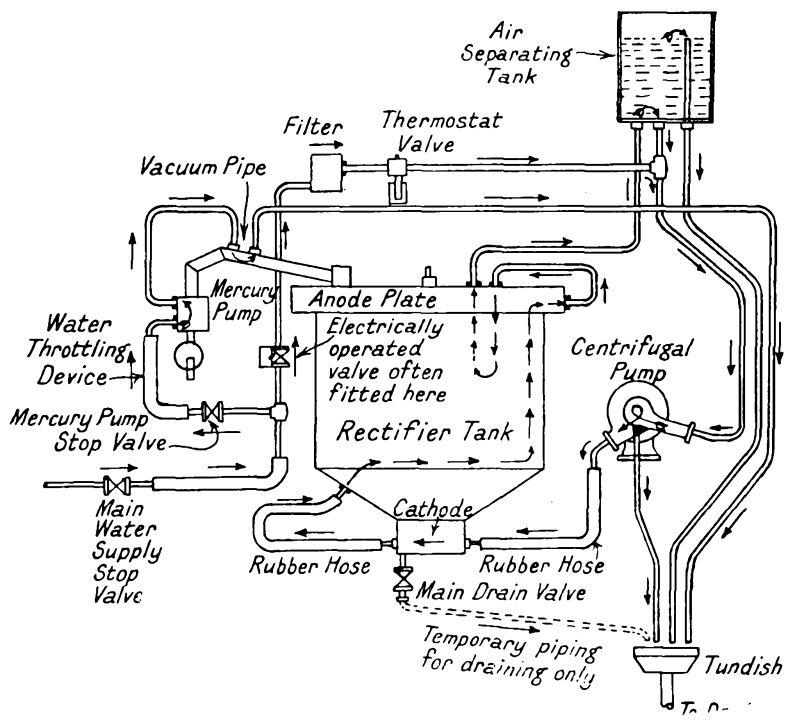 Air
Separating
Tank
Filter
Thermostat
Valve
Vacuum Pipe
Mercury
Pump
Anode Plate
Water
Throttling
Device
Electrically
operated
valve often
fitted here
Centrifugal
Pump
Mercury Pump
Stop Valve
Rectifier Tank
Main
Water
Supply
Stop
Valve
Cathode
Rubber Hose
Rubber Hose
Main Drain Valve
Temporary piping
for draining only
Tundish
To